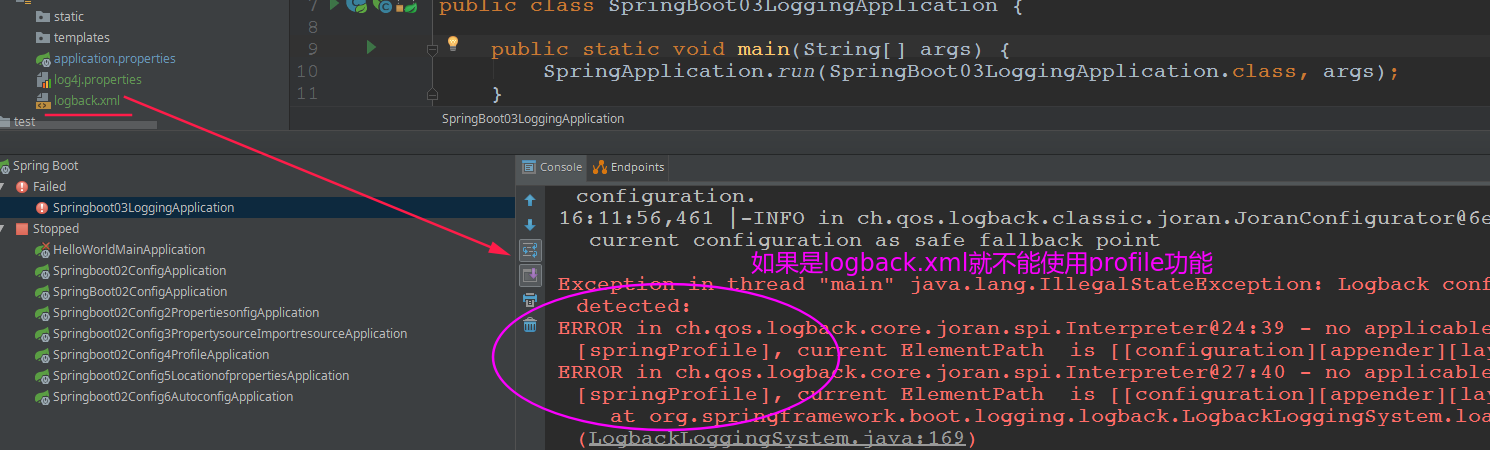 static
templates
application.properties
log4j.properties
logback.xml
test
7 public class SpringBoot03LoggingApplication {
8
9 public static void main(String[] args) {
10 SpringApplication.run(SpringBoot03LoggingApplication.class, args);
11 }
SpringBoot03LoggingApplication
Spring Boot
Failed
Springboot03LoggingApplication
Stopped
HelloWorldMainApplication
Springboot02ConfigApplication
SpringBoot02ConfigApplication
Springboot02Config2PropertiesonfigApplication
Springboot02Config3PropertysourceImportresourceApplication
Springboot02Config4ProfileApplication
Springboot02Config5LocationofpropertiesApplication
Springboot02Config6AutoconfigApplication
Console Endpoints
configuration.
16:11:56,461 |-INFO in ch.qos.logback.classic.joran.JoranConfigurator@6e
current configuration as safe fallback point
如果是logback.xml就不能使用profile功能
Exception in thread "main" java.lang.IllegalStateException: Logback conf
detected:
ERROR in ch.qos.logback.core.joran.spi.Interpreter@24:39 - no applicable
[springProfile], current ElementPath is [[configuration][appender][lay
ERROR in ch.qos.logback.core.joran.spi.Interpreter@27:40 - no applicable
[springProfile], current ElementPath is [[configuration][appender][lay
at org.springframework.boot.logging.logback.LogbackLoggingSystem.loa
(LogbackLoggingSystem.java:169)